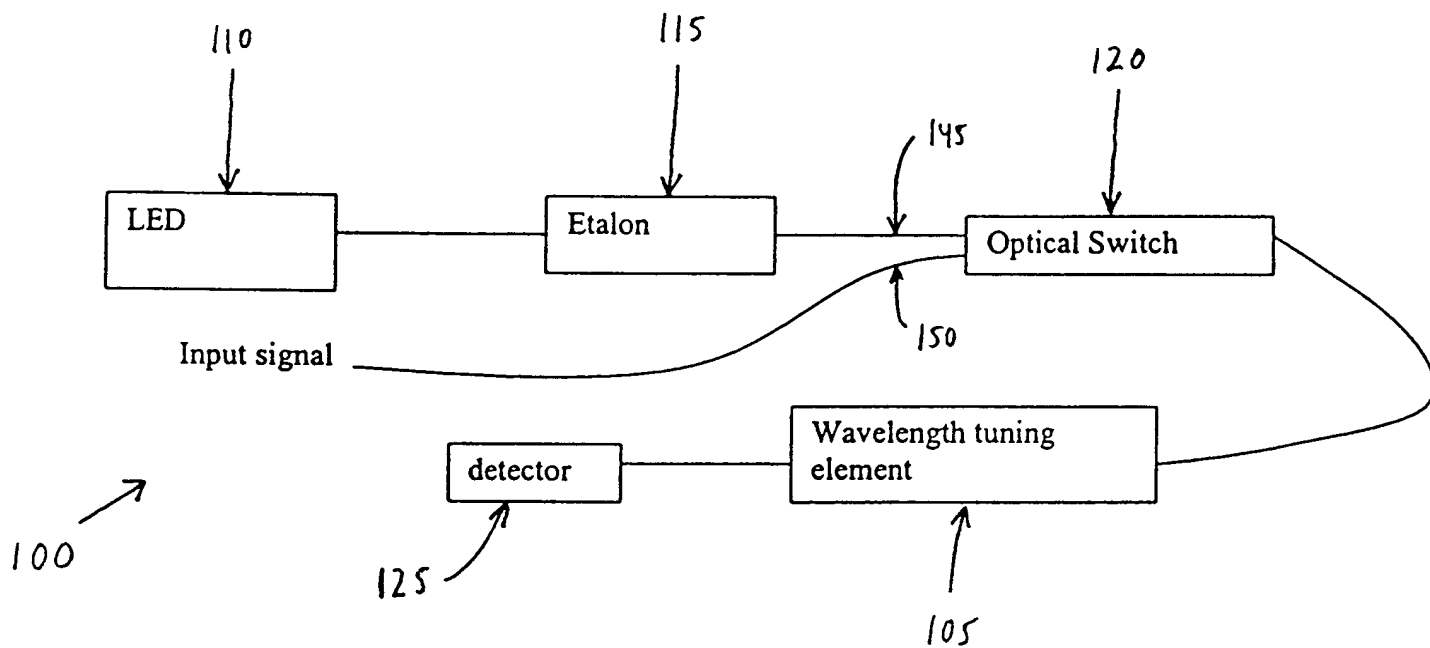 110
115
120
145
LED
Etalon
Optical Switch
150
Input signal
Wavelength tuning
element
detector
100
125
105